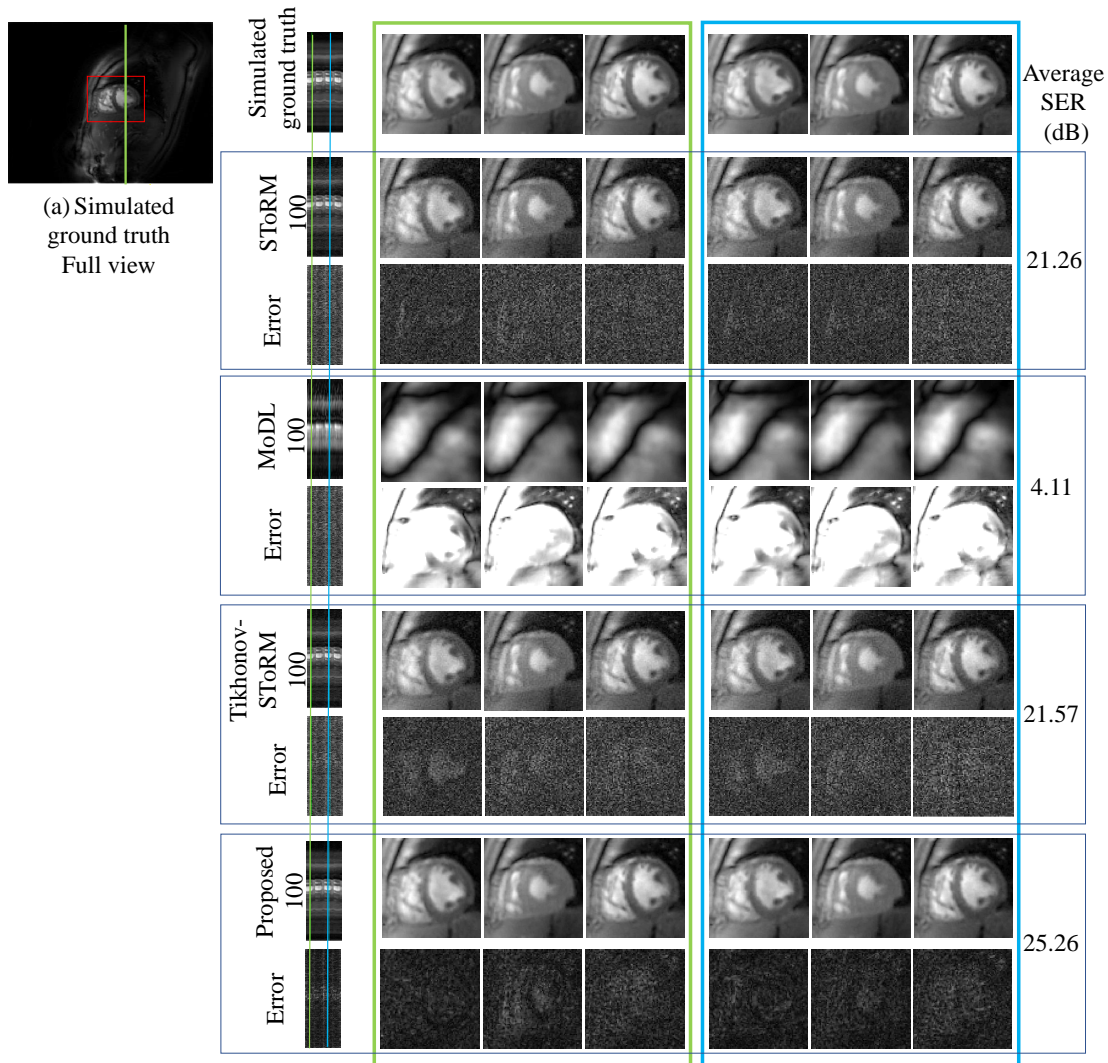 Simulated
ground truth
Average
SER
(dB)
(a) Simulated
ground truth
Full view
SToRM
100
Error
21.26
MoDL
100
Error
4.11
Tikhonov-
SToRM
100
Error
21.57
Proposed
100
Error
25.26